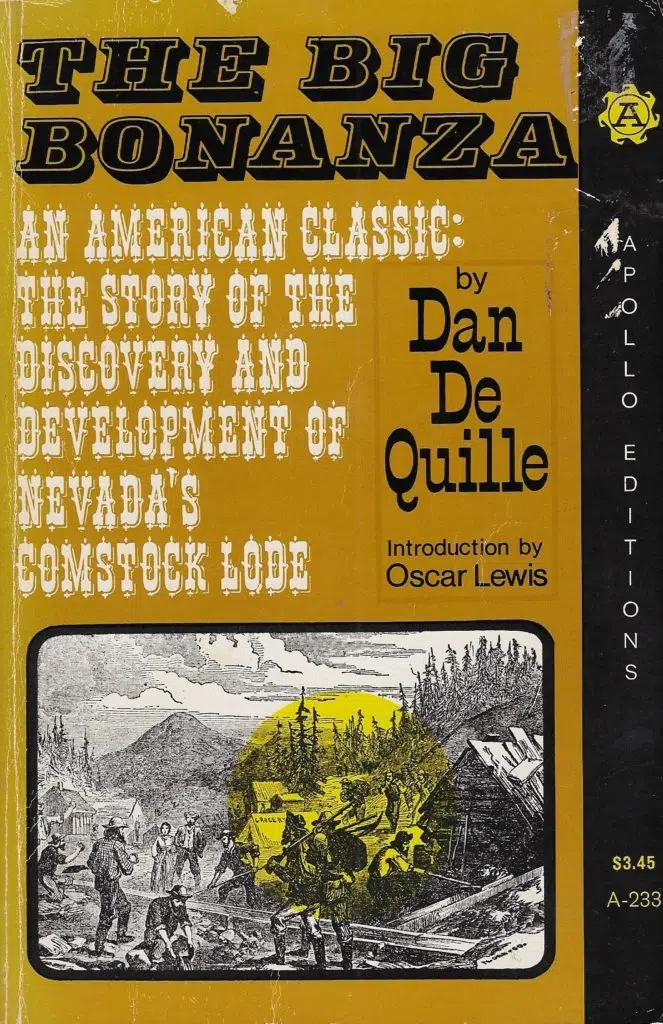 THE BIG
BONANZA
AN AMERICAN CLASSIC:
THE STORY OF THE
DISCOVERY AND
DEVELOPMENT OF
NEVADA'S
COMSTOCK LODE
by
Dan
De
Quille
Introduction by
Oscar Lewis
GROCERY
A
APOLLO EDITIONS
$3.45
A-233